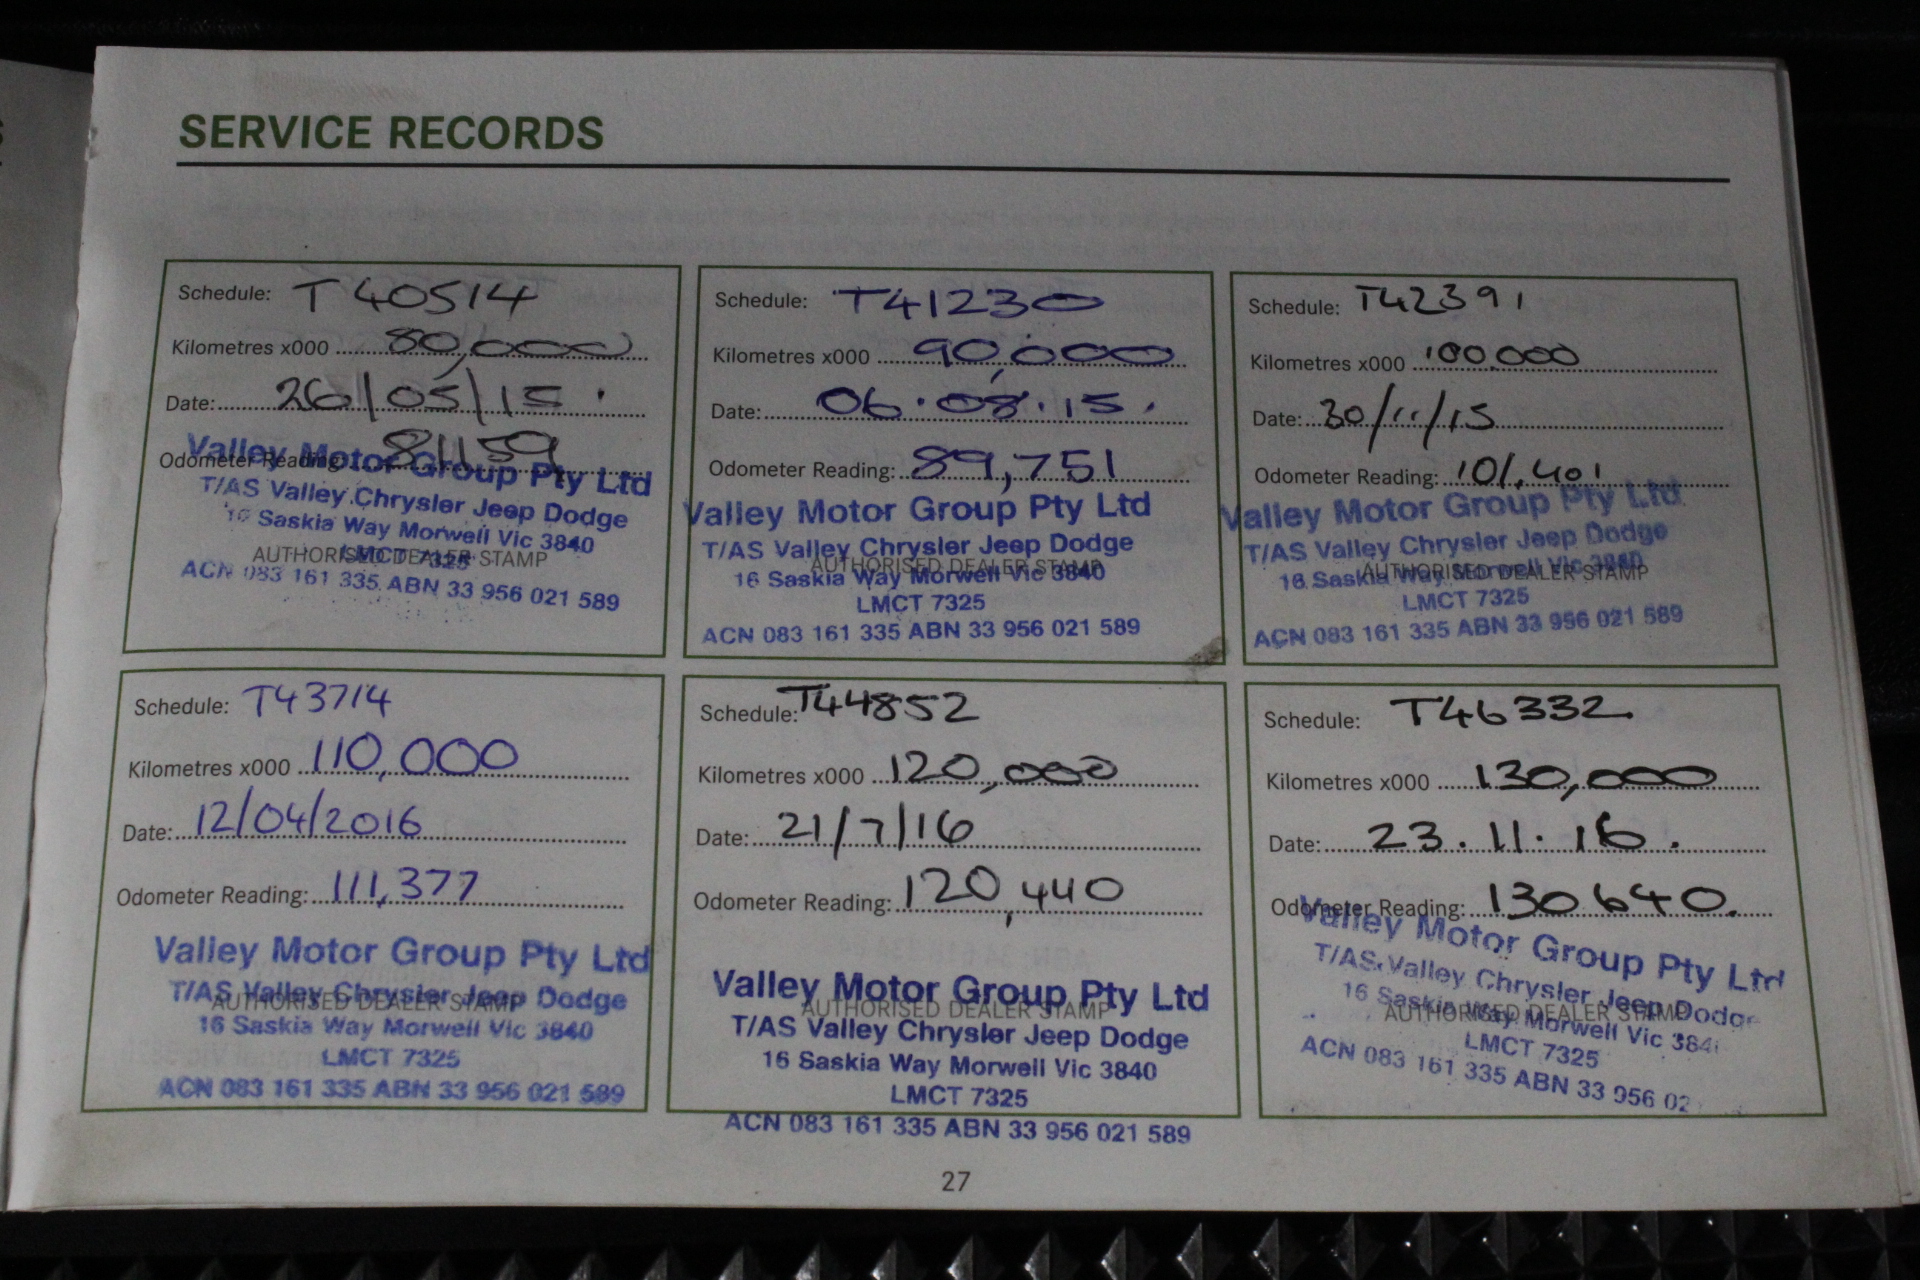 SERVICE RECORDS
Schedule: T40514
Kilometres x000 80,000
Date: 26/05/15.
Odometer Reading: 81159
Valley Motor Group Pty Ltd
T/AS Valley Chrysler Jeep Dodge
16 Saskia Way Morwell Vic 3840
LMCT 7325
AUTHORISED DEALER STAMP
ACN 083 161 335 ABN 33 956 021 589
Schedule: T41230
Kilometres x000 90,000
Date: 06.08.15.
Odometer Reading: 89,751
Valley Motor Group Pty Ltd
T/AS Valley Chrysler Jeep Dodge
AUTHORISED DEALER STAMP
16 Saskia Way Morwell Vic 3840
LMCT 7325
ACN 083 161 335 ABN 33 956 021 589
Schedule: T42391
Kilometres x000 100,000
Date: 30/11/15
Odometer Reading: 101,401
Valley Motor Group Pty Ltd
T/AS Valley Chrysler Jeep Dodge
16 Saskia Way Morwell Vic 3840
AUTHORISED DEALER STAMP
LMCT 7325
ACN 083 161 335 ABN 33 956 021 589
Schedule: T43714
Kilometres x000 110,000
Date: 12/04/2016
Odometer Reading: 111,377
Valley Motor Group Pty Ltd
T/AS Valley Chrysler Jeep Dodge
AUTHORISED DEALER STAMP
16 Saskia Way Morwell Vic 3840
LMCT 7325
ACN 083 161 335 ABN 33 956 021 589
Schedule: T44852
Kilometres x000 120,000
Date: 21/7/16
Odometer Reading: 120,440
Valley Motor Group Pty Ltd
AUTHORISED DEALER STAMP
T/AS Valley Chrysler Jeep Dodge
16 Saskia Way Morwell Vic 3840
LMCT 7325
ACN 083 161 335 ABN 33 956 021 589
Schedule: T46332
Kilometres x000 130,000
Date: 23.11.16.
Odometer Reading: 130640.
Valley Motor Group Pty Ltd
T/AS Valley Chrysler Jeep Dodge
16 Saskia Way Morwell Vic 384
AUTHORISED DEALER STAMP
LMCT 7325
ACN 083 161 335 ABN 33 956 02
27